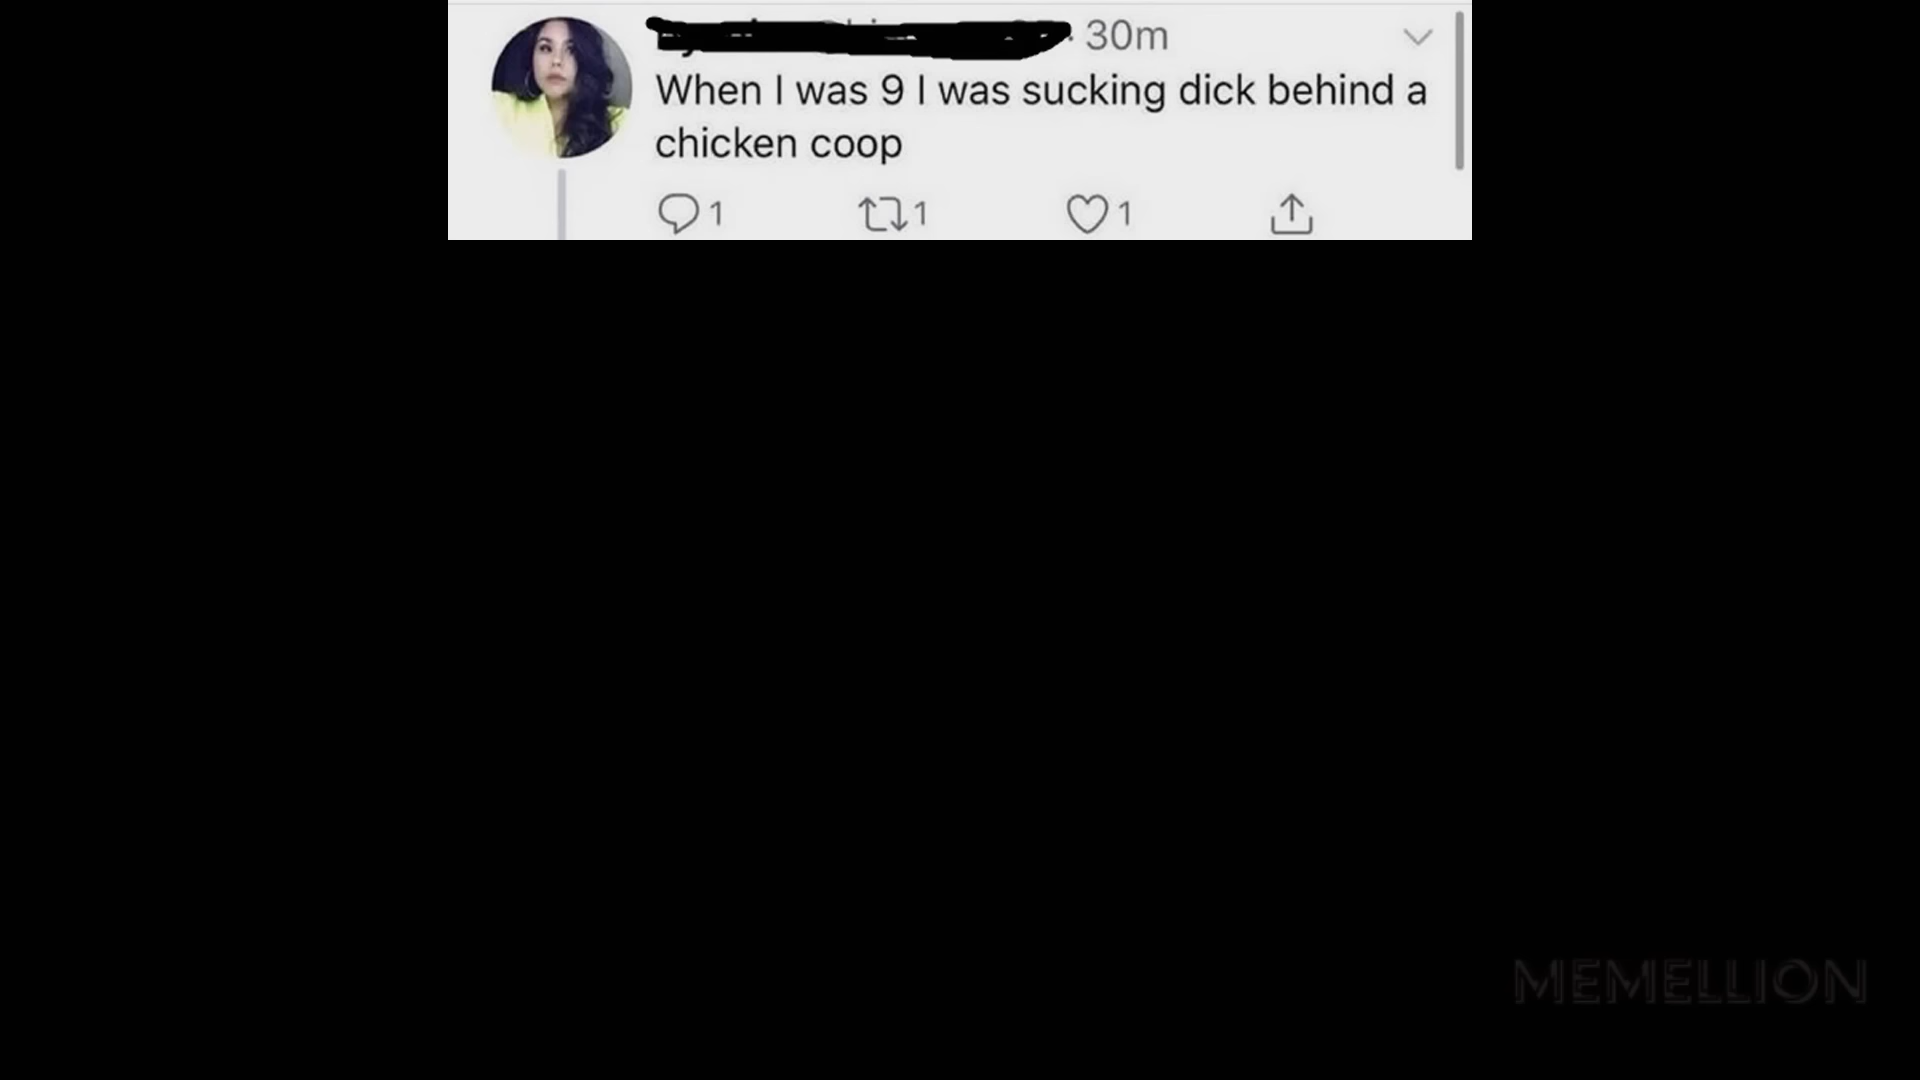 30m
When I was 9 I was sucking dick behind a
chicken coop
1 1 1
MEMELLION